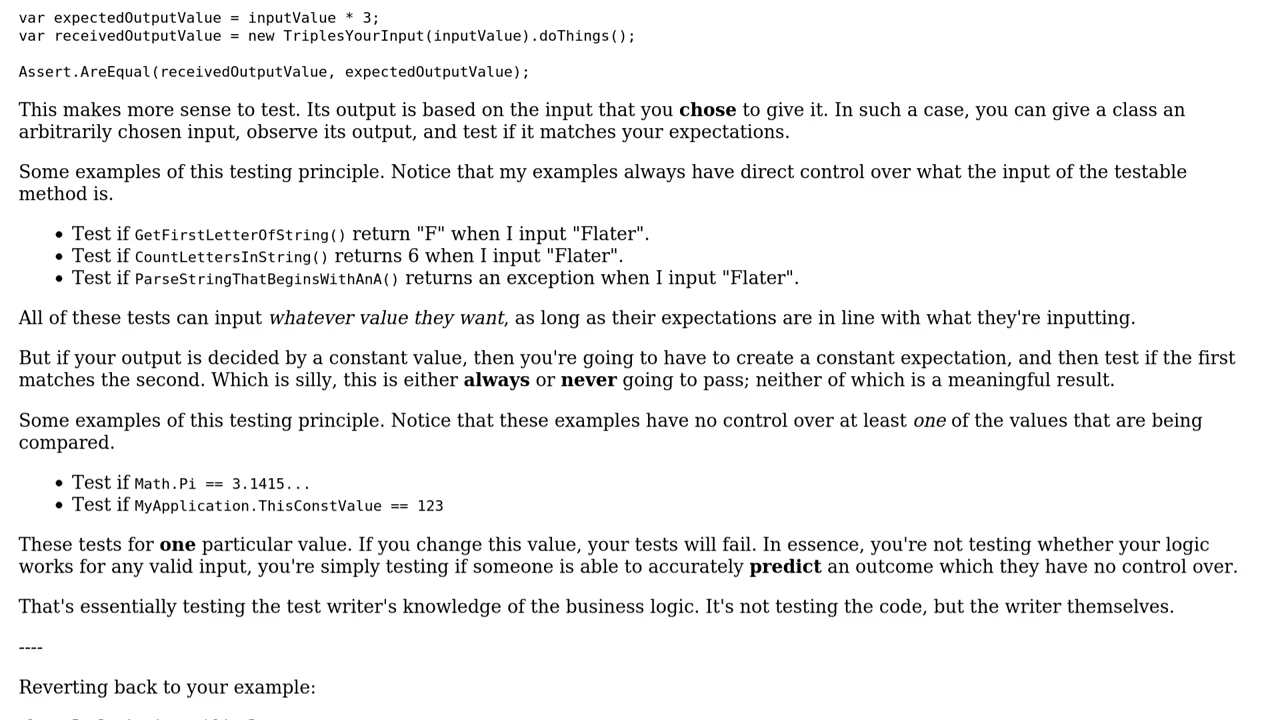 var expectedOutputValue = inputValue * 3;
var receivedOutputValue = new TriplesYourInput(inputValue).doThings();
Assert.AreEqual(receivedOutputValue, expectedOutputValue);
This makes more sense to test. Its output is based on the input that you chose to give it. In such a case, you can give a class an
arbitrarily chosen input, observe its output, and test if it matches your expectations.
Some examples of this testing principle. Notice that my examples always have direct control over what the input of the testable
method is.
• Test if GetFirstLetterOfString() return "F" when I input "Flater".
• Test if CountLettersInString() returns 6 when I input "Flater".
• Test if ParseStringThatBeginsWithAnA() returns an exception when I input "Flater".
All of these tests can input whatever value they want, as long as their expectations are in line with what they're inputting.
But if your output is decided by a constant value, then you're going to have to create a constant expectation, and then test if the first
matches the second. Which is silly, this is either always or never going to pass; neither of which is a meaningful result.
Some examples of this testing principle. Notice that these examples have no control over at least one of the values that are being
compared.
• Test if Math.Pi == 3.1415...
• Test if MyApplication.ThisConstValue == 123
These tests for one particular value. If you change this value, your tests will fail. In essence, you're not testing whether your logic
works for any valid input, you're simply testing if someone is able to accurately predict an outcome which they have no control over.
That's essentially testing the test writer's knowledge of the business logic. It's not testing the code, but the writer themselves.
----
Reverting back to your example: